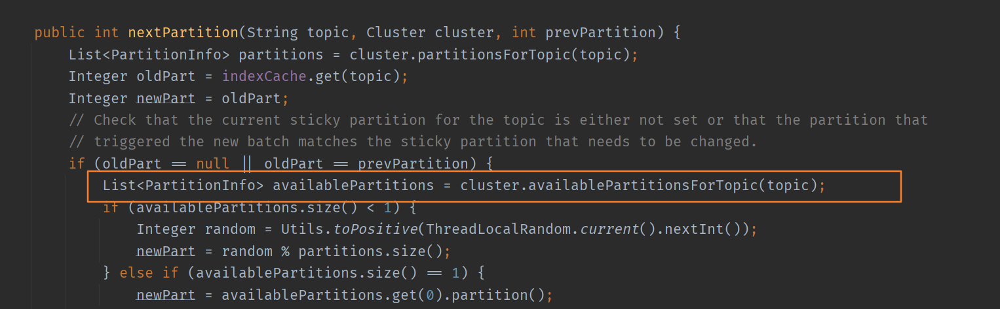 public int nextPartition(String topic, Cluster cluster, int prevPartition) {
List<PartitionInfo> partitions = cluster.partitionsForTopic(topic);
Integer oldPart = indexCache.get(topic);
Integer newPart = oldPart;
// Check that the current sticky partition for the topic is either not set or that the partition that
// triggered the new batch matches the sticky partition that needs to be changed.
if (oldPart == null || oldPart == prevPartition) {
List<PartitionInfo> availablePartitions = cluster.availablePartitionsForTopic(topic);
if (availablePartitions.size() < 1) {
Integer random = Utils.toPositive(ThreadLocalRandom.current().nextInt());
newPart = random % partitions.size();
} else if (availablePartitions.size() == 1) {
newPart = availablePartitions.get(0).partition();